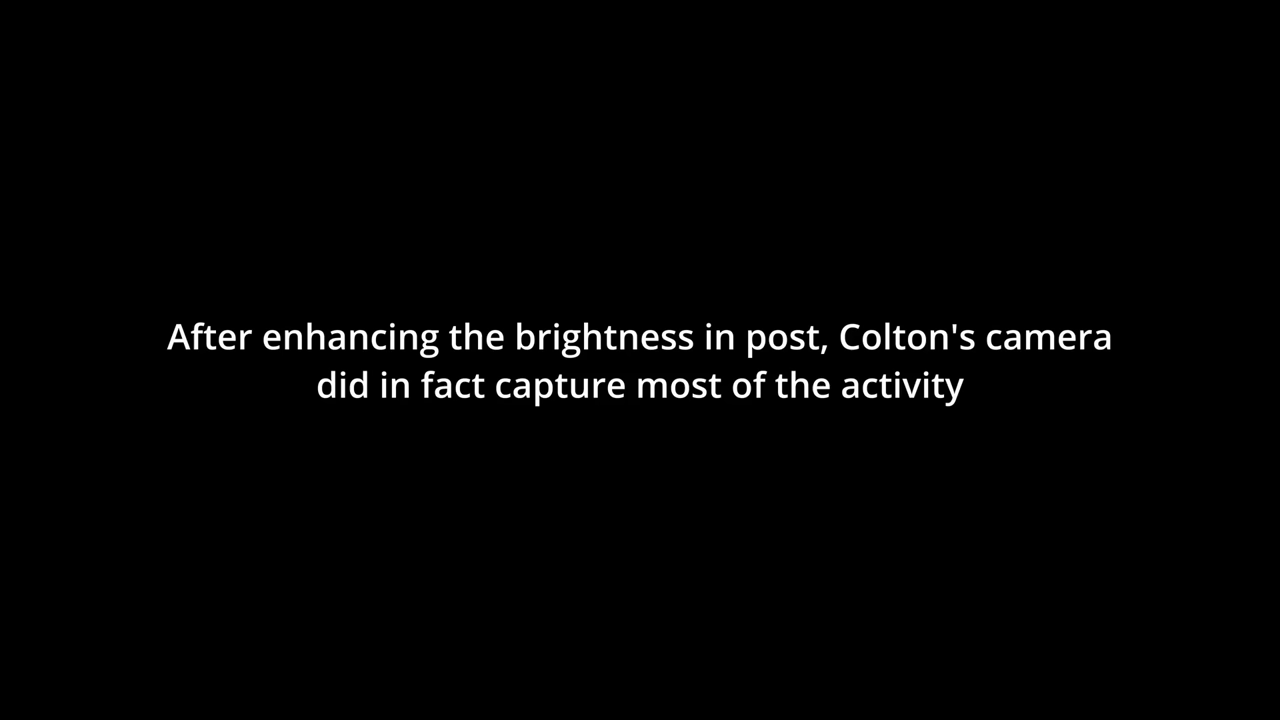 After enhancing the brightness in post, Colton's camera
did in fact capture most of the activity